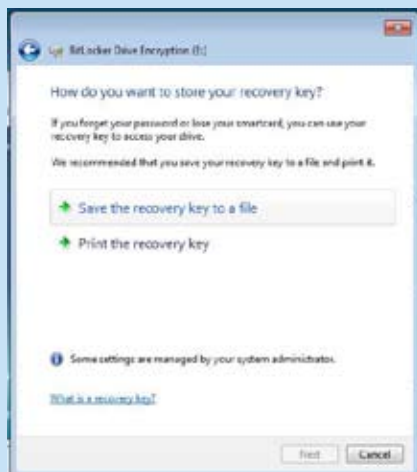 BitLocker Drive Encryption (E:)
How do you want to store your recovery key?
If you forget your password or lose your smartcard, you can use your
recovery key to access your drive.
We recommended that you save your recovery key to a file and print it.
Save the recovery key to a file
Print the recovery key
Some settings are managed by your system administrator.
What is a recovery key?
Next
Cancel